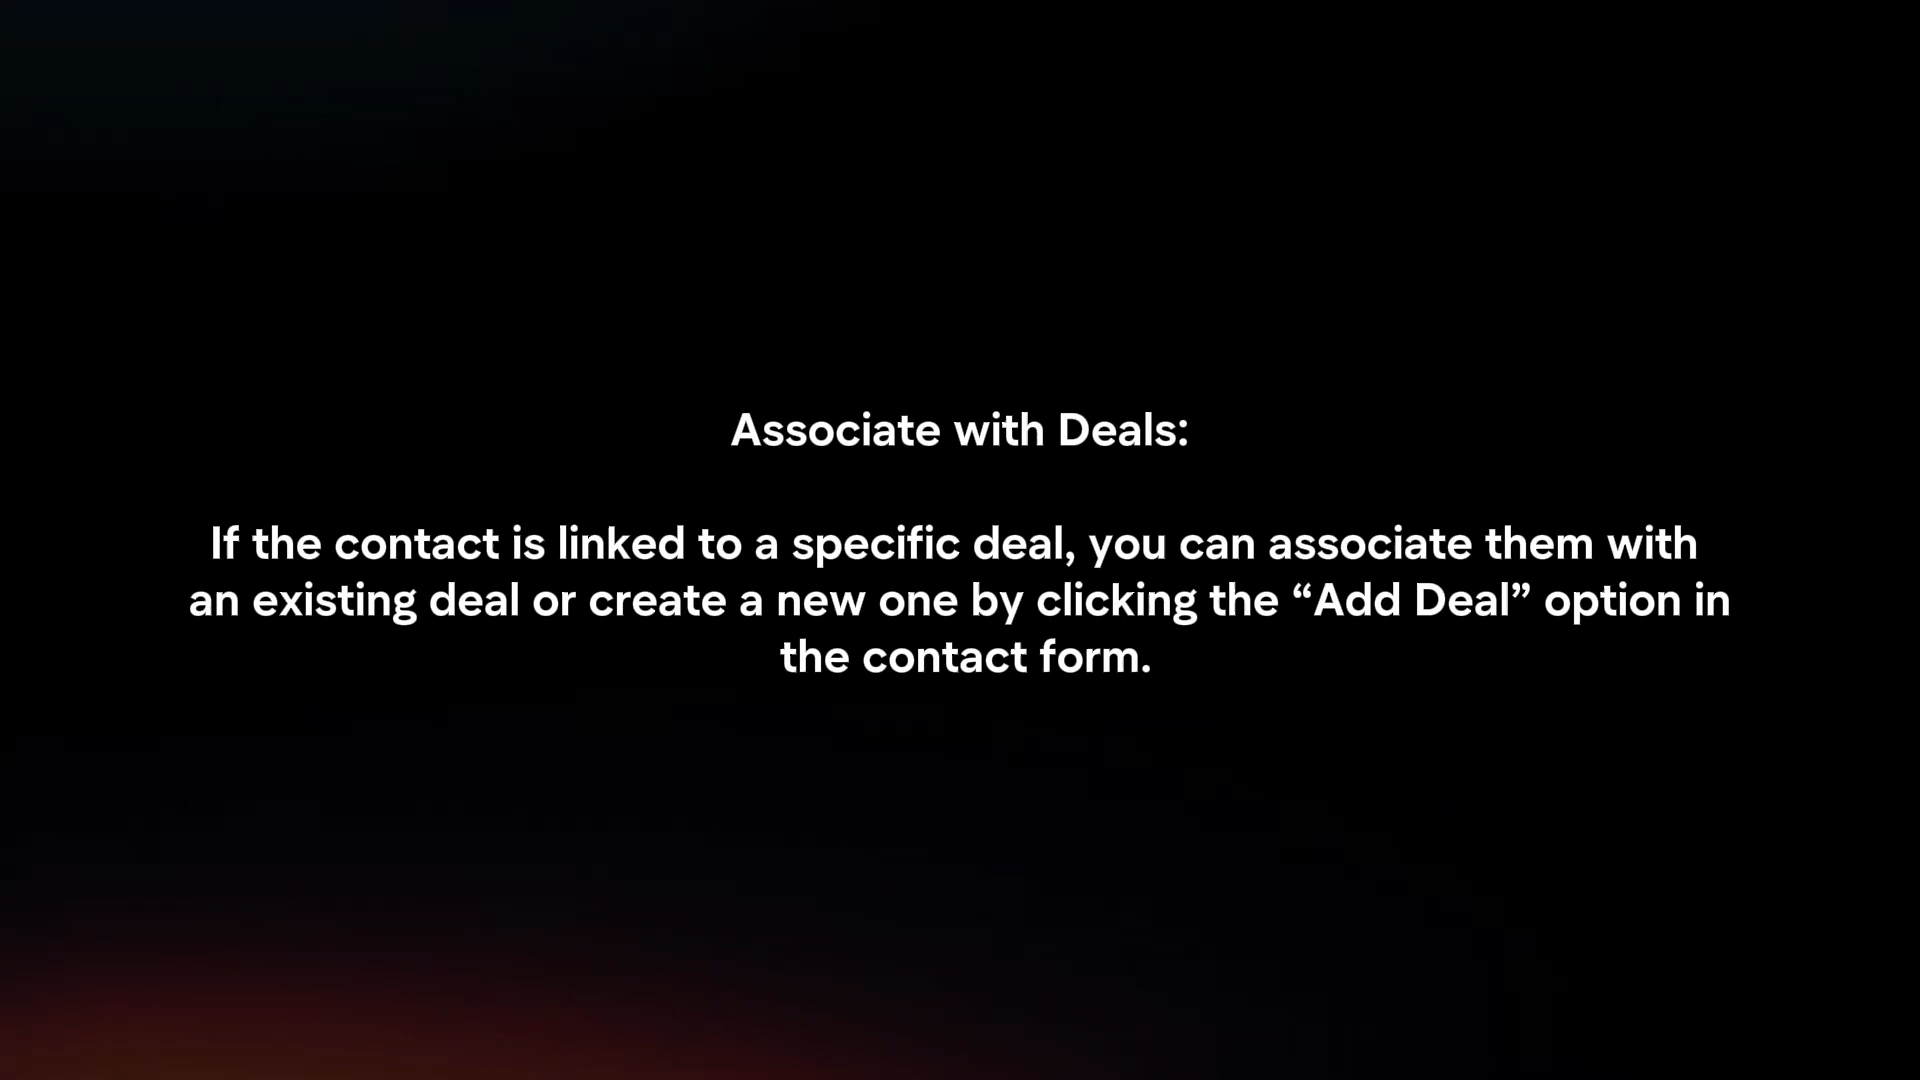 Associate with Deals:
If the contact is linked to a specific deal, you can associate them with
an existing deal or create a new one by clicking the “Add Deal” option in
the contact form.